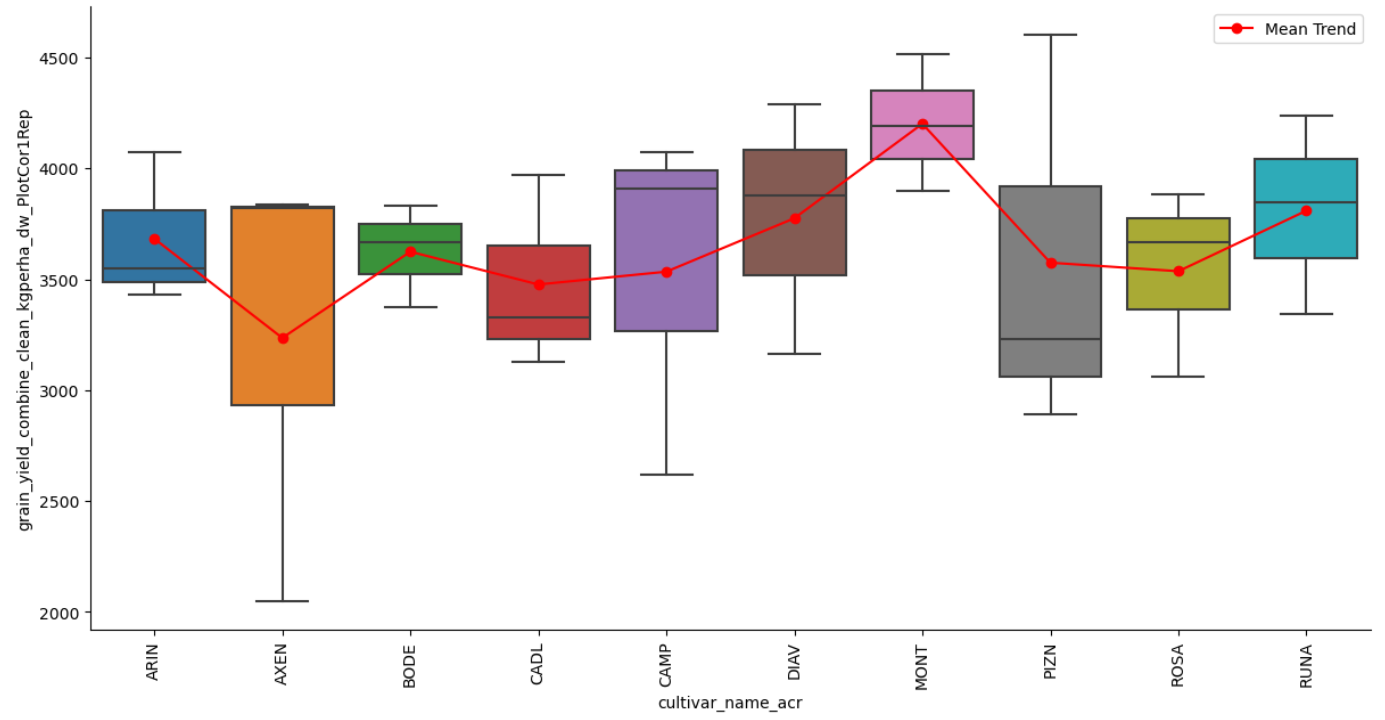 Mean Trend
4500
4000
3500
3000
2500
2000
grain_yield_combine_clean_kgperha_dw_PlotCor1Rep
ARIN
AXEN
BODE
CADL
CAMP
DIAV
MONT
PIZN
ROSA
RUNA
cultivar_name_acr